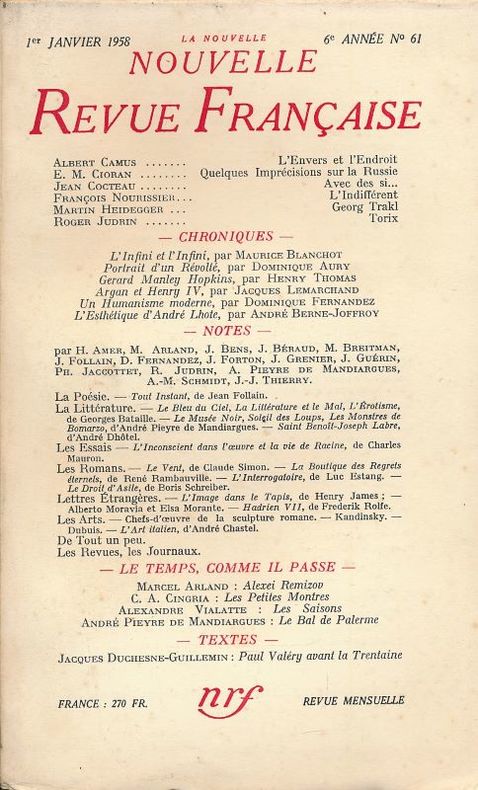 1er JANVIER 1958 LA NOUVELLE 6e ANNÉE No 61
NOUVELLE
REVUE FRANÇAISE
ALBERT CAMUS ....... L'Envers et l'Endroit
E. M. CIORAN ........ Quelques Imprécisions sur la Russie
JEAN COCTEAU ........ Avec des si...
FRANÇOIS NOURISSIER... L'Indifférent
MARTIN HEIDEGGER ... Georg Trakl
ROGER JUDRIN ....... Torix
— CHRONIQUES —
L'Infini et l'Infini, par MAURICE BLANCHOT
Portrait d'un Révolté, par DOMINIQUE AURY
Gerard Manley Hopkins, par HENRY THOMAS
Argan et Henry IV, par JACQUES LEMARCHAND
Un Humanisme moderne, par DOMINIQUE FERNANDEZ
L'Esthétique d'André Lhote, par ANDRÉ BERNE-JOFFROY
— NOTES —
par H. AMER, M. ARLAND, J. BENS, J. BÉRAUD, M. BREITMAN,
J. FOLLAIN, D. FERNANDEZ, J. FORTON, J. GRENIER, J. GUÉRIN,
PH. JACCOTTET, R. JUDRIN, A. PIEYRE DE MANDIARGUES,
A.-M. SCHMIDT, J.-J. THIERRY.
La Poésie. — Tout Instant, de Jean Follain.
La Littérature. — Le Bleu du Ciel, La Littérature et le Mal, L'Érotisme,
de Georges Bataille. — Le Musée Noir, Soleil des Loups, Les Monstres de
Bomarzo, d'André Pieyre de Mandiargues. — Saint Benoît-Joseph Labre,
d'André Dhôtel.
Les Essais — L'Inconscient dans l'œuvre et la vie de Racine, de Charles
Mauron.
Les Romans. — Le Vent, de Claude Simon. — La Boutique des Regrets
éternels, de René Rambauville. — L'Interrogatoire, de Luc Estang. —
Le Droit d'Asile, de Boris Schreiber.
Lettres Étrangères. — L'Image dans le Tapis, de Henry James ; —
Alberto Moravia et Elsa Morante. — Hadrien VII, de Frederik Rolfe.
Les Arts. — Chefs-d'œuvre de la sculpture romane. — Kandinsky. —
Dubuis. — L'Art italien, d'André Chastel.
De Tout un peu.
Les Revues, les Journaux.
— LE TEMPS, COMME IL PASSE —
MARCEL ARLAND : Alexei Remizov
C. A. CINGRIA : Les Petites Montres
ALEXANDRE VIALATTE : Les Saisons
ANDRÉ PIEYRE DE MANDIARGUES : Le Bal de Palerme
— TEXTES —
JACQUES DUCHESNE-GUILLEMIN : Paul Valéry avant la Trentaine
FRANCE : 270 FR. nrf REVUE MENSUELLE